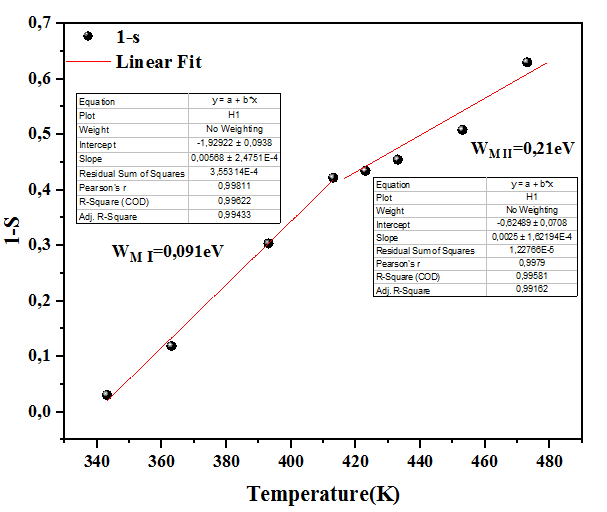 0,7
0,6
0,5
0,4
0,3
0,2
0,1
0,0
1-S
1-s
Linear Fit
Equation y = a + b*x
Plot H1
Weight No Weighting
Intercept -1,92922 ± 0,0938
Slope 0,00568 ± 2,4751E-4
Residual Sum of Squares 3,55314E-4
Pearson's r 0,99811
R-Square (COD) 0,99622
Adj. R-Square 0,99433
W_M I=0,091eV
W_M II=0,21eV
Equation y = a + b*x
Plot H1
Weight No Weighting
Intercept -0,62489 ± 0,0708
Slope 0,0025 ± 1,62194E-4
Residual Sum of Squares 1,22766E-5
Pearson's r 0,9979
R-Square (COD) 0,99581
Adj. R-Square 0,99162
340 360 380 400 420 440 460 480
Temperature(K)